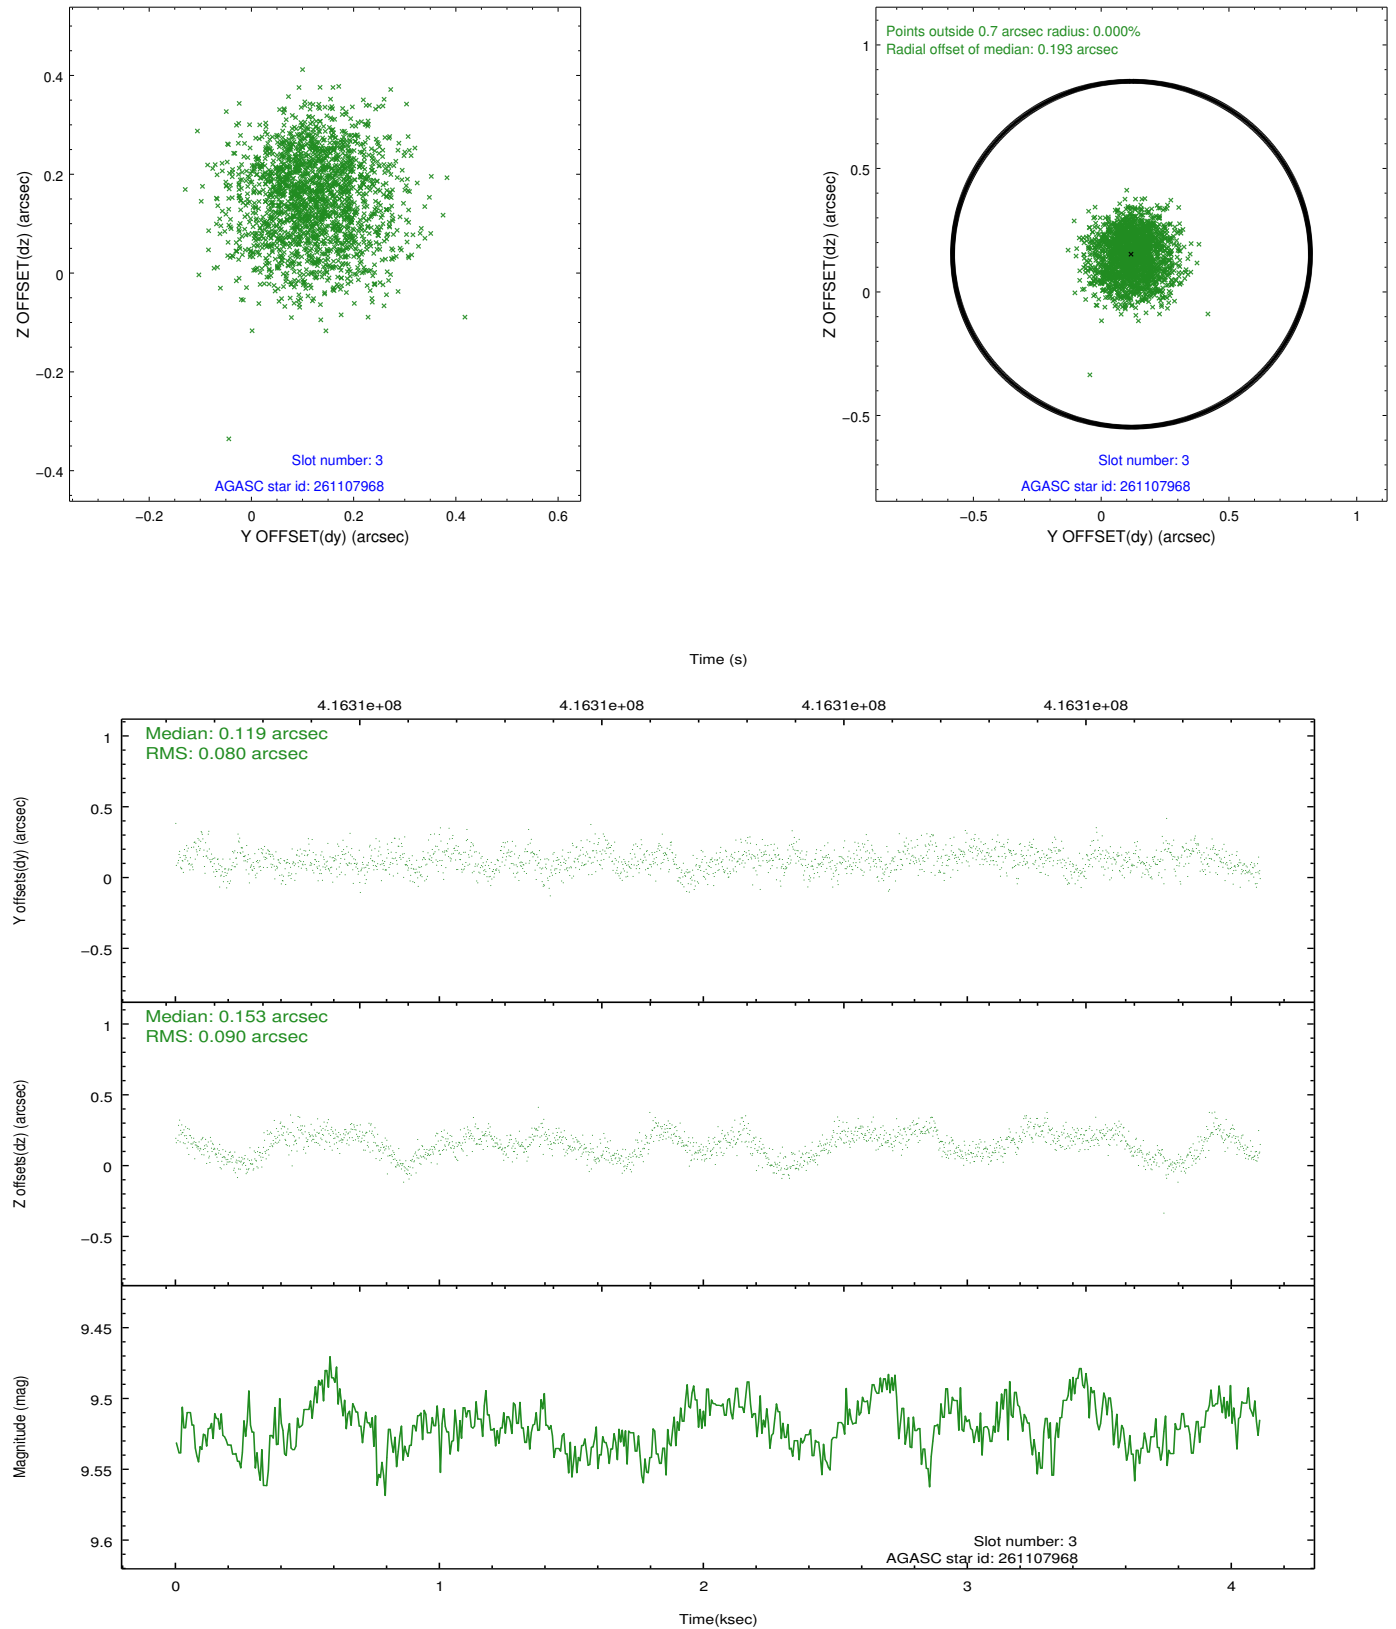 0.4
0.2
0
−0.2
−0.4
Z OFFSET(dz) (arcsec)
Slot number: 3
AGASC star id: 261107968
−0.2 0 0.2 0.4 0.6
Y OFFSET(dy) (arcsec)
Points outside 0.7 arcsec radius: 0.000%
Radial offset of median: 0.193 arcsec
1
0.5
0
−0.5
Z OFFSET(dz) (arcsec)
Slot number: 3
AGASC star id: 261107968
−0.5 0 0.5 1
Y OFFSET(dy) (arcsec)
Time (s)
4.1631e+08 4.1631e+08 4.1631e+08 4.1631e+08
Median: 0.119 arcsec
RMS: 0.080 arcsec
1
0.5
0
−0.5
Y offsets(dy) (arcsec)
Median: 0.153 arcsec
RMS: 0.090 arcsec
1
0.5
0
−0.5
Z offsets(dz) (arcsec)
9.45
9.5
9.55
9.6
Magnitude (mag)
Slot number: 3
AGASC star id: 261107968
0 1 2 3 4
Time(ksec)